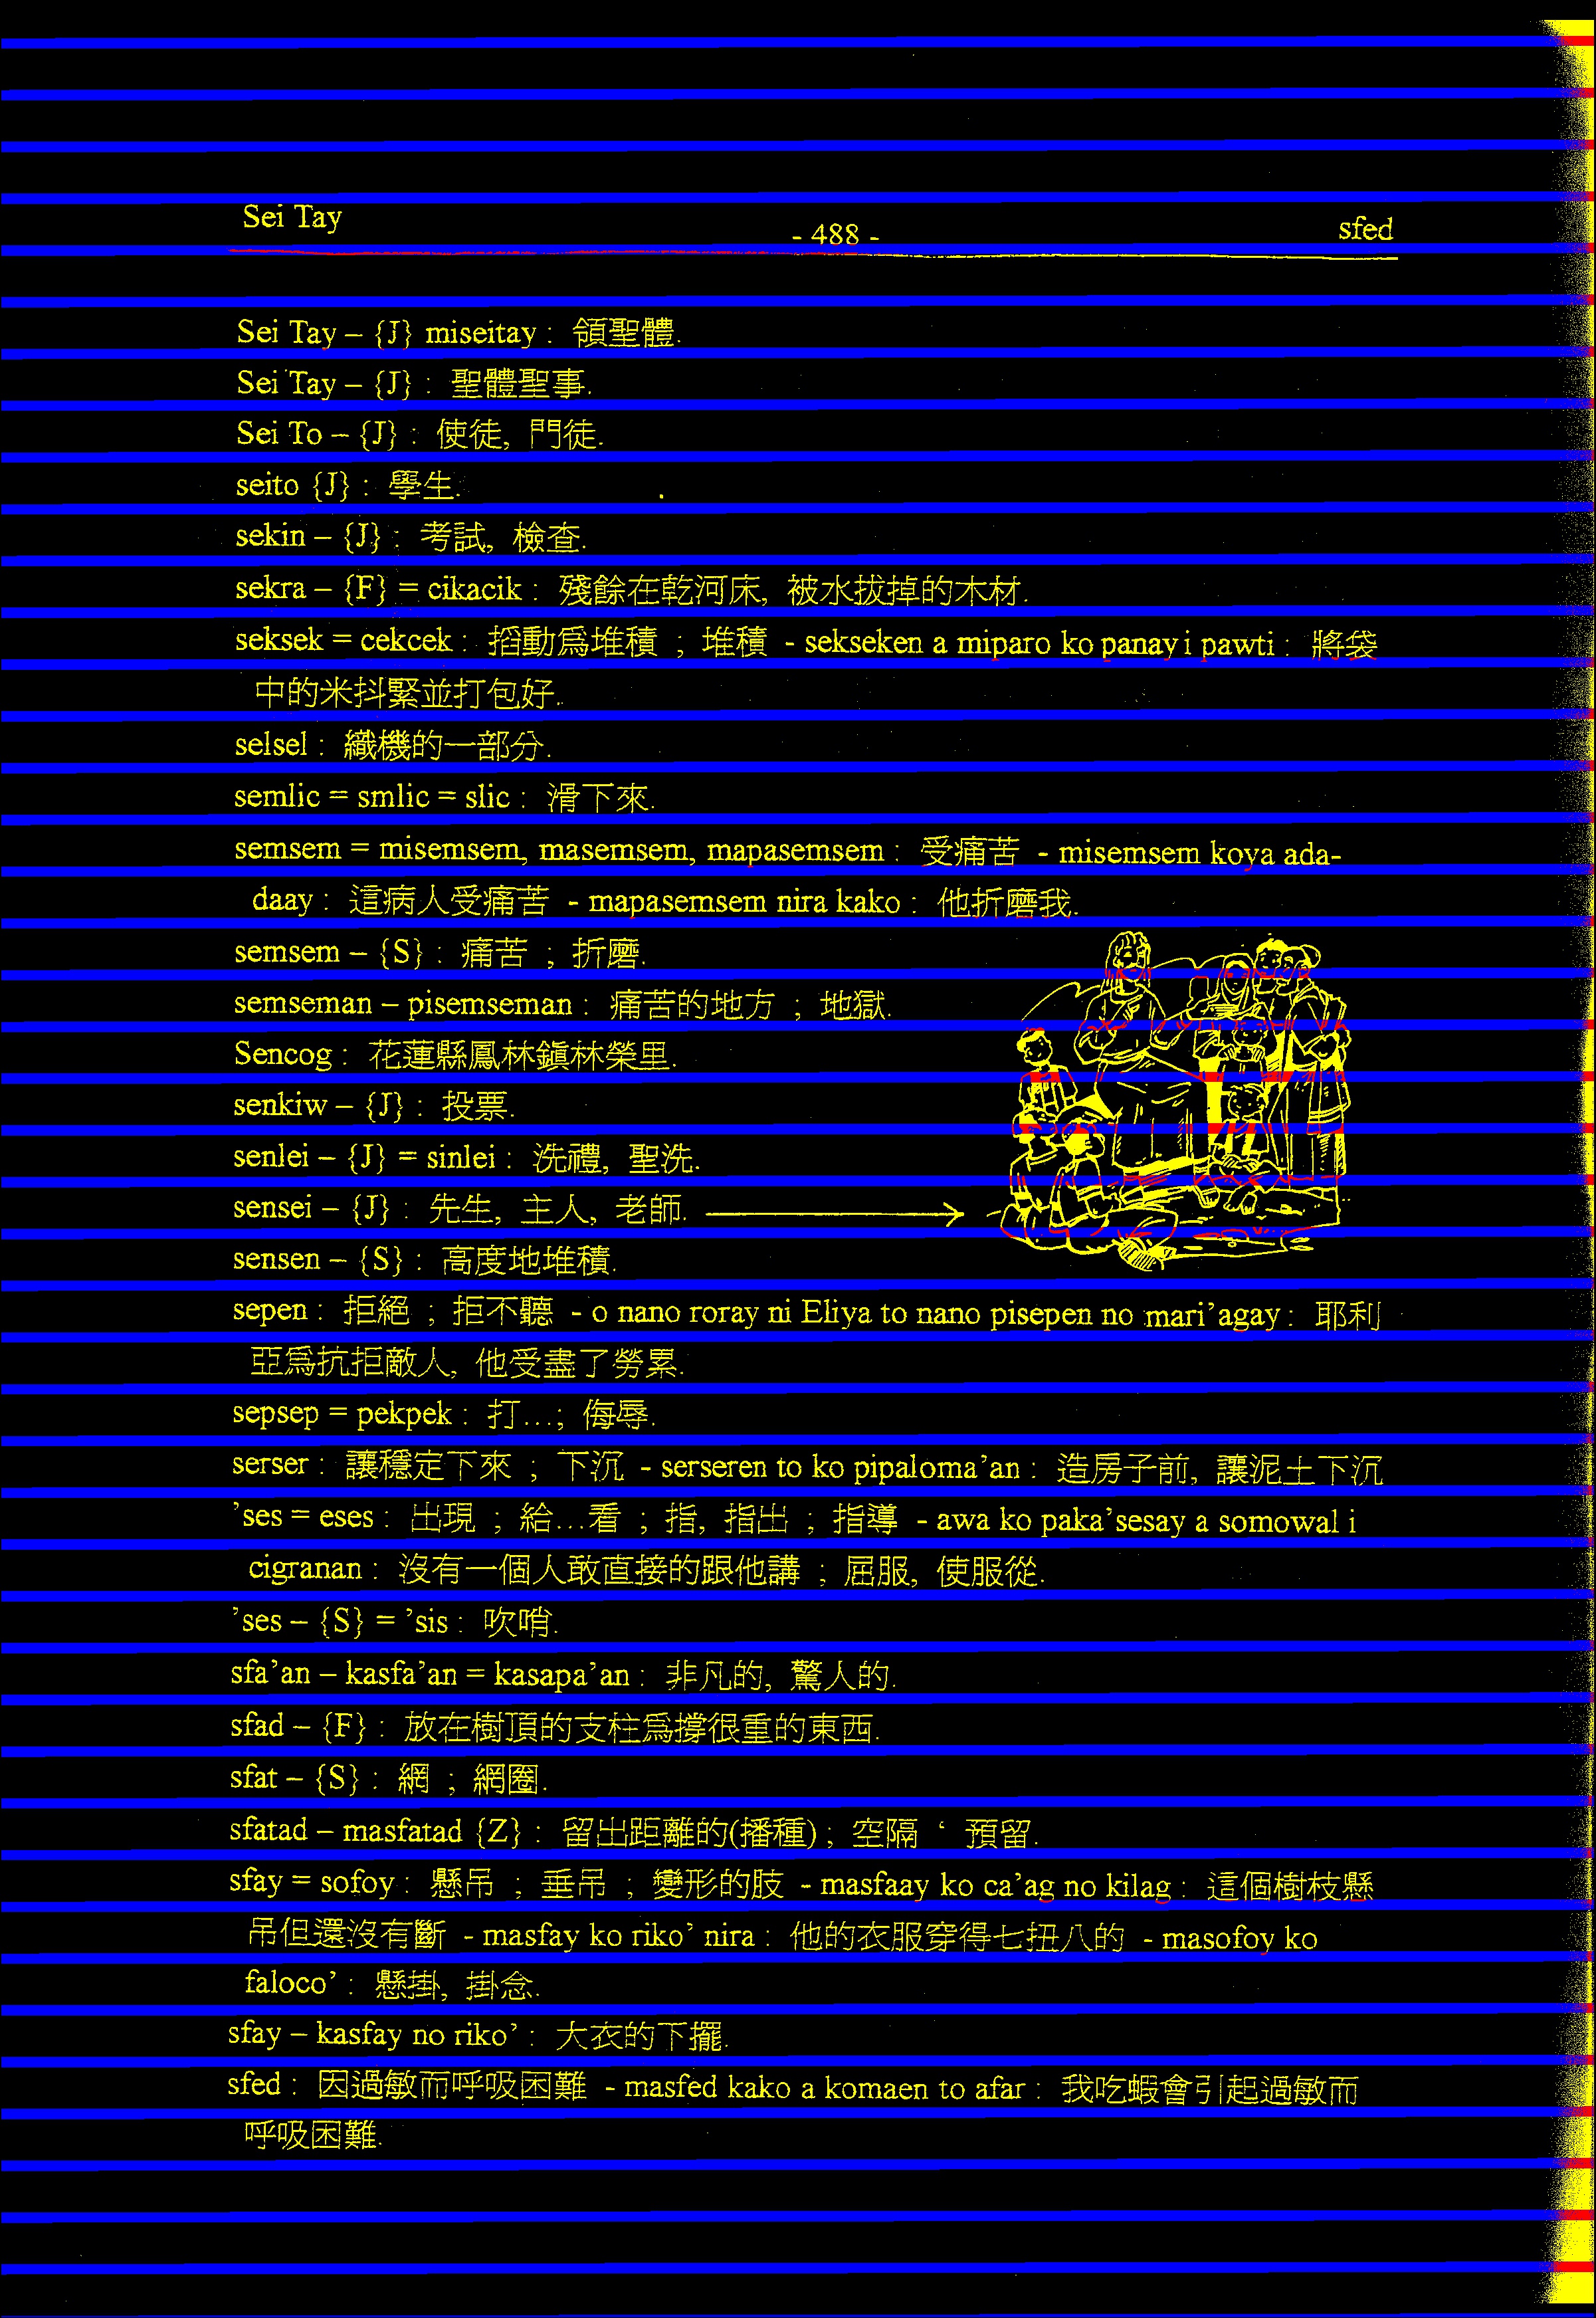 Sei Tay
- 488 -
sfed
Sei Tay – {J} miseitay : 領聖體.
Sei Tay – {J} : 聖體聖事.
Sei To – {J} : 使徒, 門徒.
seito {J} : 學生.
sekin – {J} : 考試, 檢查.
sekra – {F} = cikacik : 殘餘在乾河床, 被水拔掉的木材.
seksek = cekcek : 搯動爲堆積 ; 堆積 - sekseken a miparo ko panay i pawti : 將袋
中的米抖緊並打包好.
selsel : 織機的一部分.
semlic = smlic = slic : 滑下來.
semsem = misemsem, masemsem, mapasemsem : 受痛苦 - misemsem koya ada-
daay : 這病人受痛苦 - mapasemsem nira kako : 他折磨我.
semsem – {S} : 痛苦 ; 折磨.
semseman – pisemseman : 痛苦的地方 ; 地獄.
Sencog : 花蓮縣鳳林鎭林榮里.
senkiw – {J} : 投票.
senlei – {J} = sinlei : 洗禮, 聖洗.
sensei – {J} : 先生, 主人, 老師.
sensen – {S} : 高度地堆積.
sepen : 拒絕 ; 拒不聽 - o nano roray ni Eliya to nano pisepen no mari’agay : 耶利
亞爲抗拒敵人, 他受盡了勞累.
sepsep = pekpek : 打...; 侮辱.
serser : 讓穩定下來 ; 下沉 - serseren to ko pipaloma’an : 造房子前, 讓泥土下沉
’ses = eses : 出現 ; 給...看 ; 指, 指出 ; 指導 - awa ko paka’sesay a somowal i
cigranan : 沒有一個人敢直接的跟他講 ; 屈服, 使服從.
’ses – {S} = ’sis : 吹哨.
sfa’an – kasfa’an = kasapa’an : 非凡的, 驚人的.
sfad – {F} : 放在樹頂的支柱爲撐很重的東西.
sfat – {S} : 網 ; 網圈.
sfatad – masfatad {Z} : 留出距離的(播種) ; 空隔 ‘ 預留.
sfay = sofoy : 懸吊 ; 垂吊 ; 變形的肢 - masfaay ko ca’ag no kilag : 這個樹枝懸
吊但還沒有斷 - masfay ko riko’ nira : 他的衣服穿得七扭八的 - masofoy ko
faloco’ : 懸掛, 掛念.
sfay – kasfay no riko’ : 大衣的下擺.
sfed : 因過敏而呼吸困難 - masfed kako a komaen to afar : 我吃蝦會引起過敏而
呼吸困難.